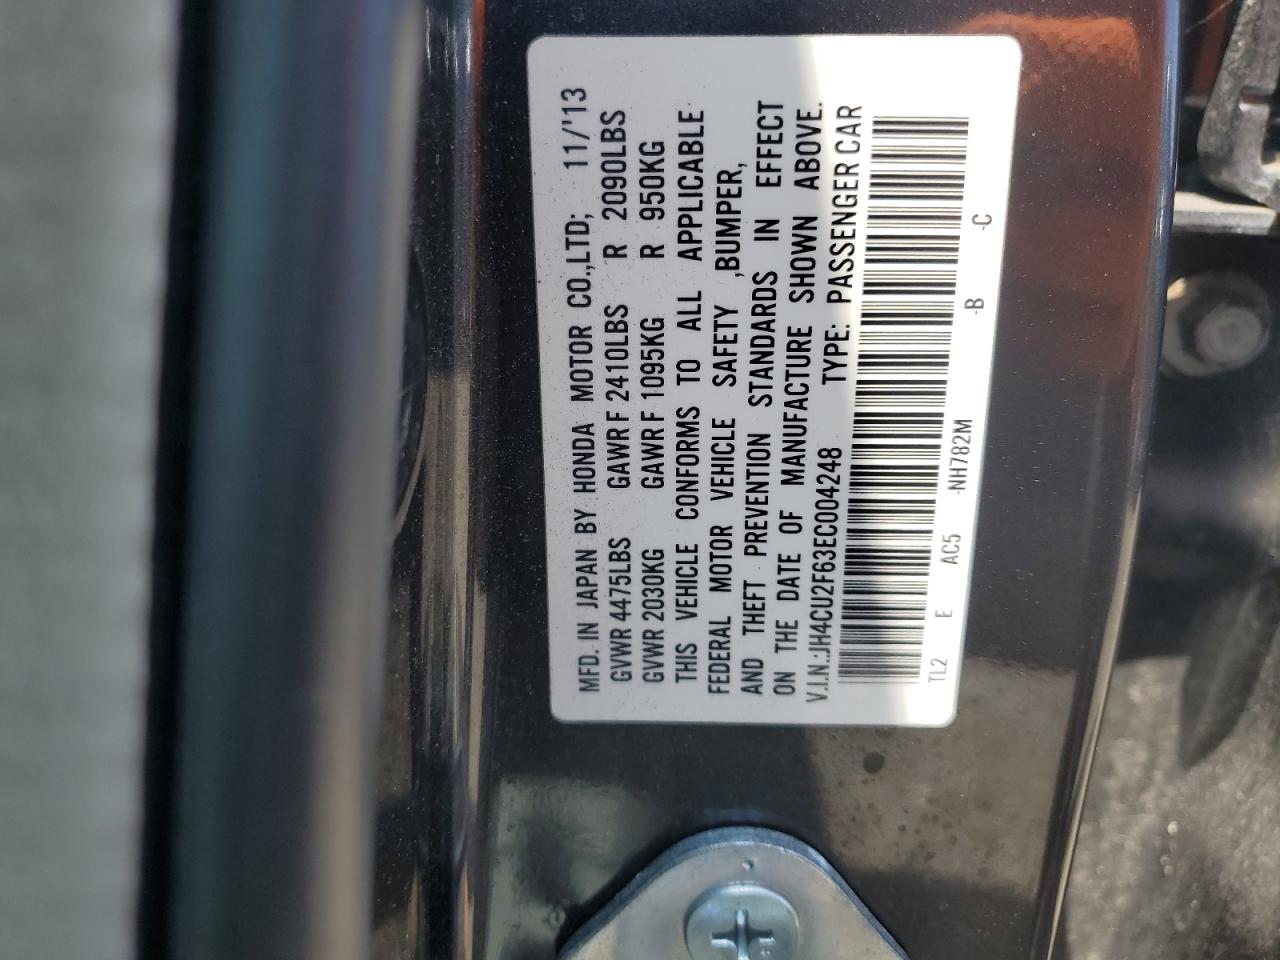 MFD. IN JAPAN BY HONDA MOTOR CO.,LTD; 11/'13
GVWR 4475LBS GAWR F 2410LBS R 2090LBS
GVWR 2030KG GAWR F 1095KG R 950KG
THIS VEHICLE CONFORMS TO ALL APPLICABLE
FEDERAL MOTOR VEHICLE SAFETY ,BUMPER,
AND THEFT PREVENTION STANDARDS IN EFFECT
ON THE DATE OF MANUFACTURE SHOWN ABOVE.
V.I.N.:JH4CU2F63EC004248 TYPE: PASSENGER CAR
TL2 E AC5 -NH782M -B -C